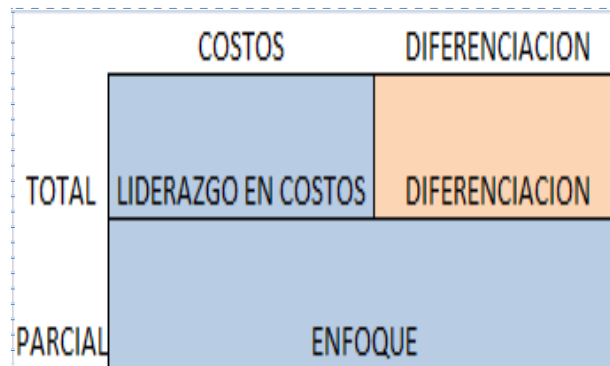 COSTOS DIFERENCIACION
TOTAL LIDERAZGO EN COSTOS DIFERENCIACION
PARCIAL ENFOQUE